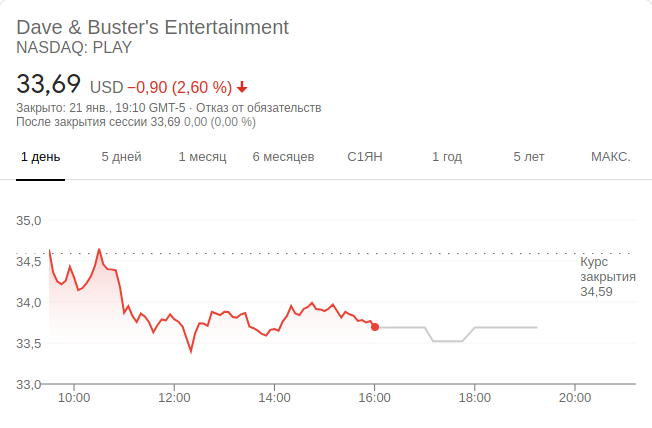 Dave & Buster's Entertainment
NASDAQ: PLAY
33,69 USD −0,90 (2,60 %)
Закрыто: 21 янв., 19:10 GMT-5 · Отказ от обязательств
После закрытия сессии 33,69 0,00 (0,00 %)
1 день 5 дней 1 месяц 6 месяцев С1ЯН 1 год 5 лет МАКС.
35,0
34,5
34,0
33,5
33,0
Курс
закрытия
34,59
10:00 12:00 14:00 16:00 18:00 20:00